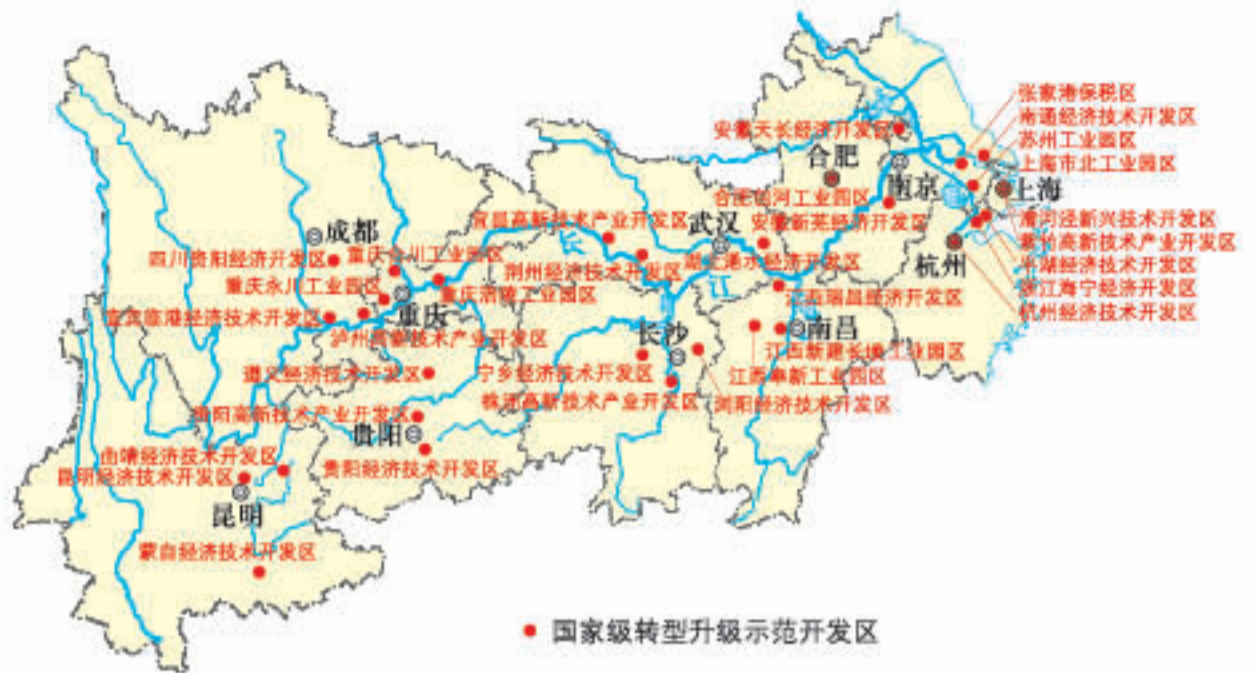 张家港保税区
南通经济技术开发区
苏州工业园区
上海市北工业园区
安徽天长经济开发区
合肥
南京
上海
合肥包河工业园区
安徽新芜经济开发区
宜昌高新技术产业开发区
武汉
漕河泾新兴技术开发区
紫竹高新技术产业开发区
成都
长
四川资阳经济开发区
重庆合川工业园区
荆州经济技术开发区
湖北浠水经济开发区
杭州
平湖经济技术开发区
浙江海宁经济开发区
重庆永川工业园区
重庆涪陵工业园区
江
江西瑞昌经济开发区
杭州经济技术开发区
宜宾临港经济技术开发区
重庆
泸州高新技术产业开发区
长沙
南昌
江西新建长堎工业园区
遵义经济技术开发区
宁乡经济技术开发区
江西奉新工业园区
株洲高新技术产业开发区
浏阳经济技术开发区
贵阳高新技术产业开发区
贵阳
曲靖经济技术开发区
昆明经济技术开发区
贵阳经济技术开发区
昆明
蒙自经济技术开发区
国家级转型升级示范开发区